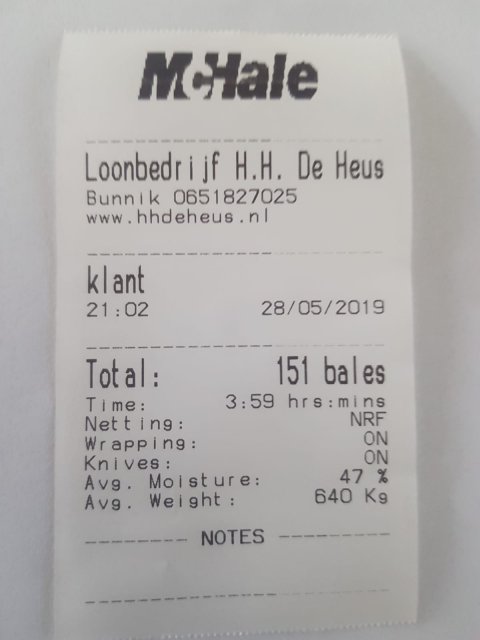 McHale
Loonbedrijf H.H. De Heus
Bunnik 0651827025
www.hhdeheus.nl
klant
21:02 28/05/2019
Total: 151 bales
Time: 3:59 hrs:mins
Netting: NRF
Wrapping: ON
Knives: ON
Avg. Moisture: 47 %
Avg. Weight: 640 Kg
-------- NOTES ---------